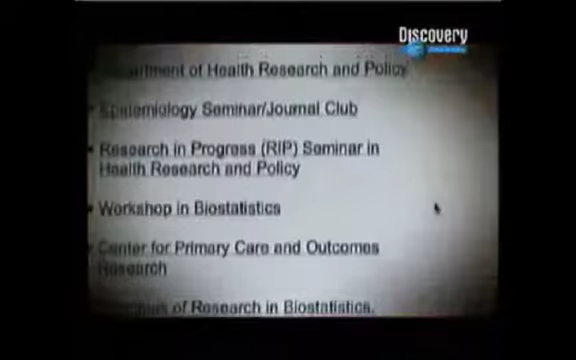 Discovery
Department of Health Research and Policy
Epidemiology Seminar/Journal Club
Research in Progress (RIP) Seminar in
Health Research and Policy
Workshop in Biostatistics
Center for Primary Care and Outcomes
Research
of Research in Biostatistics.